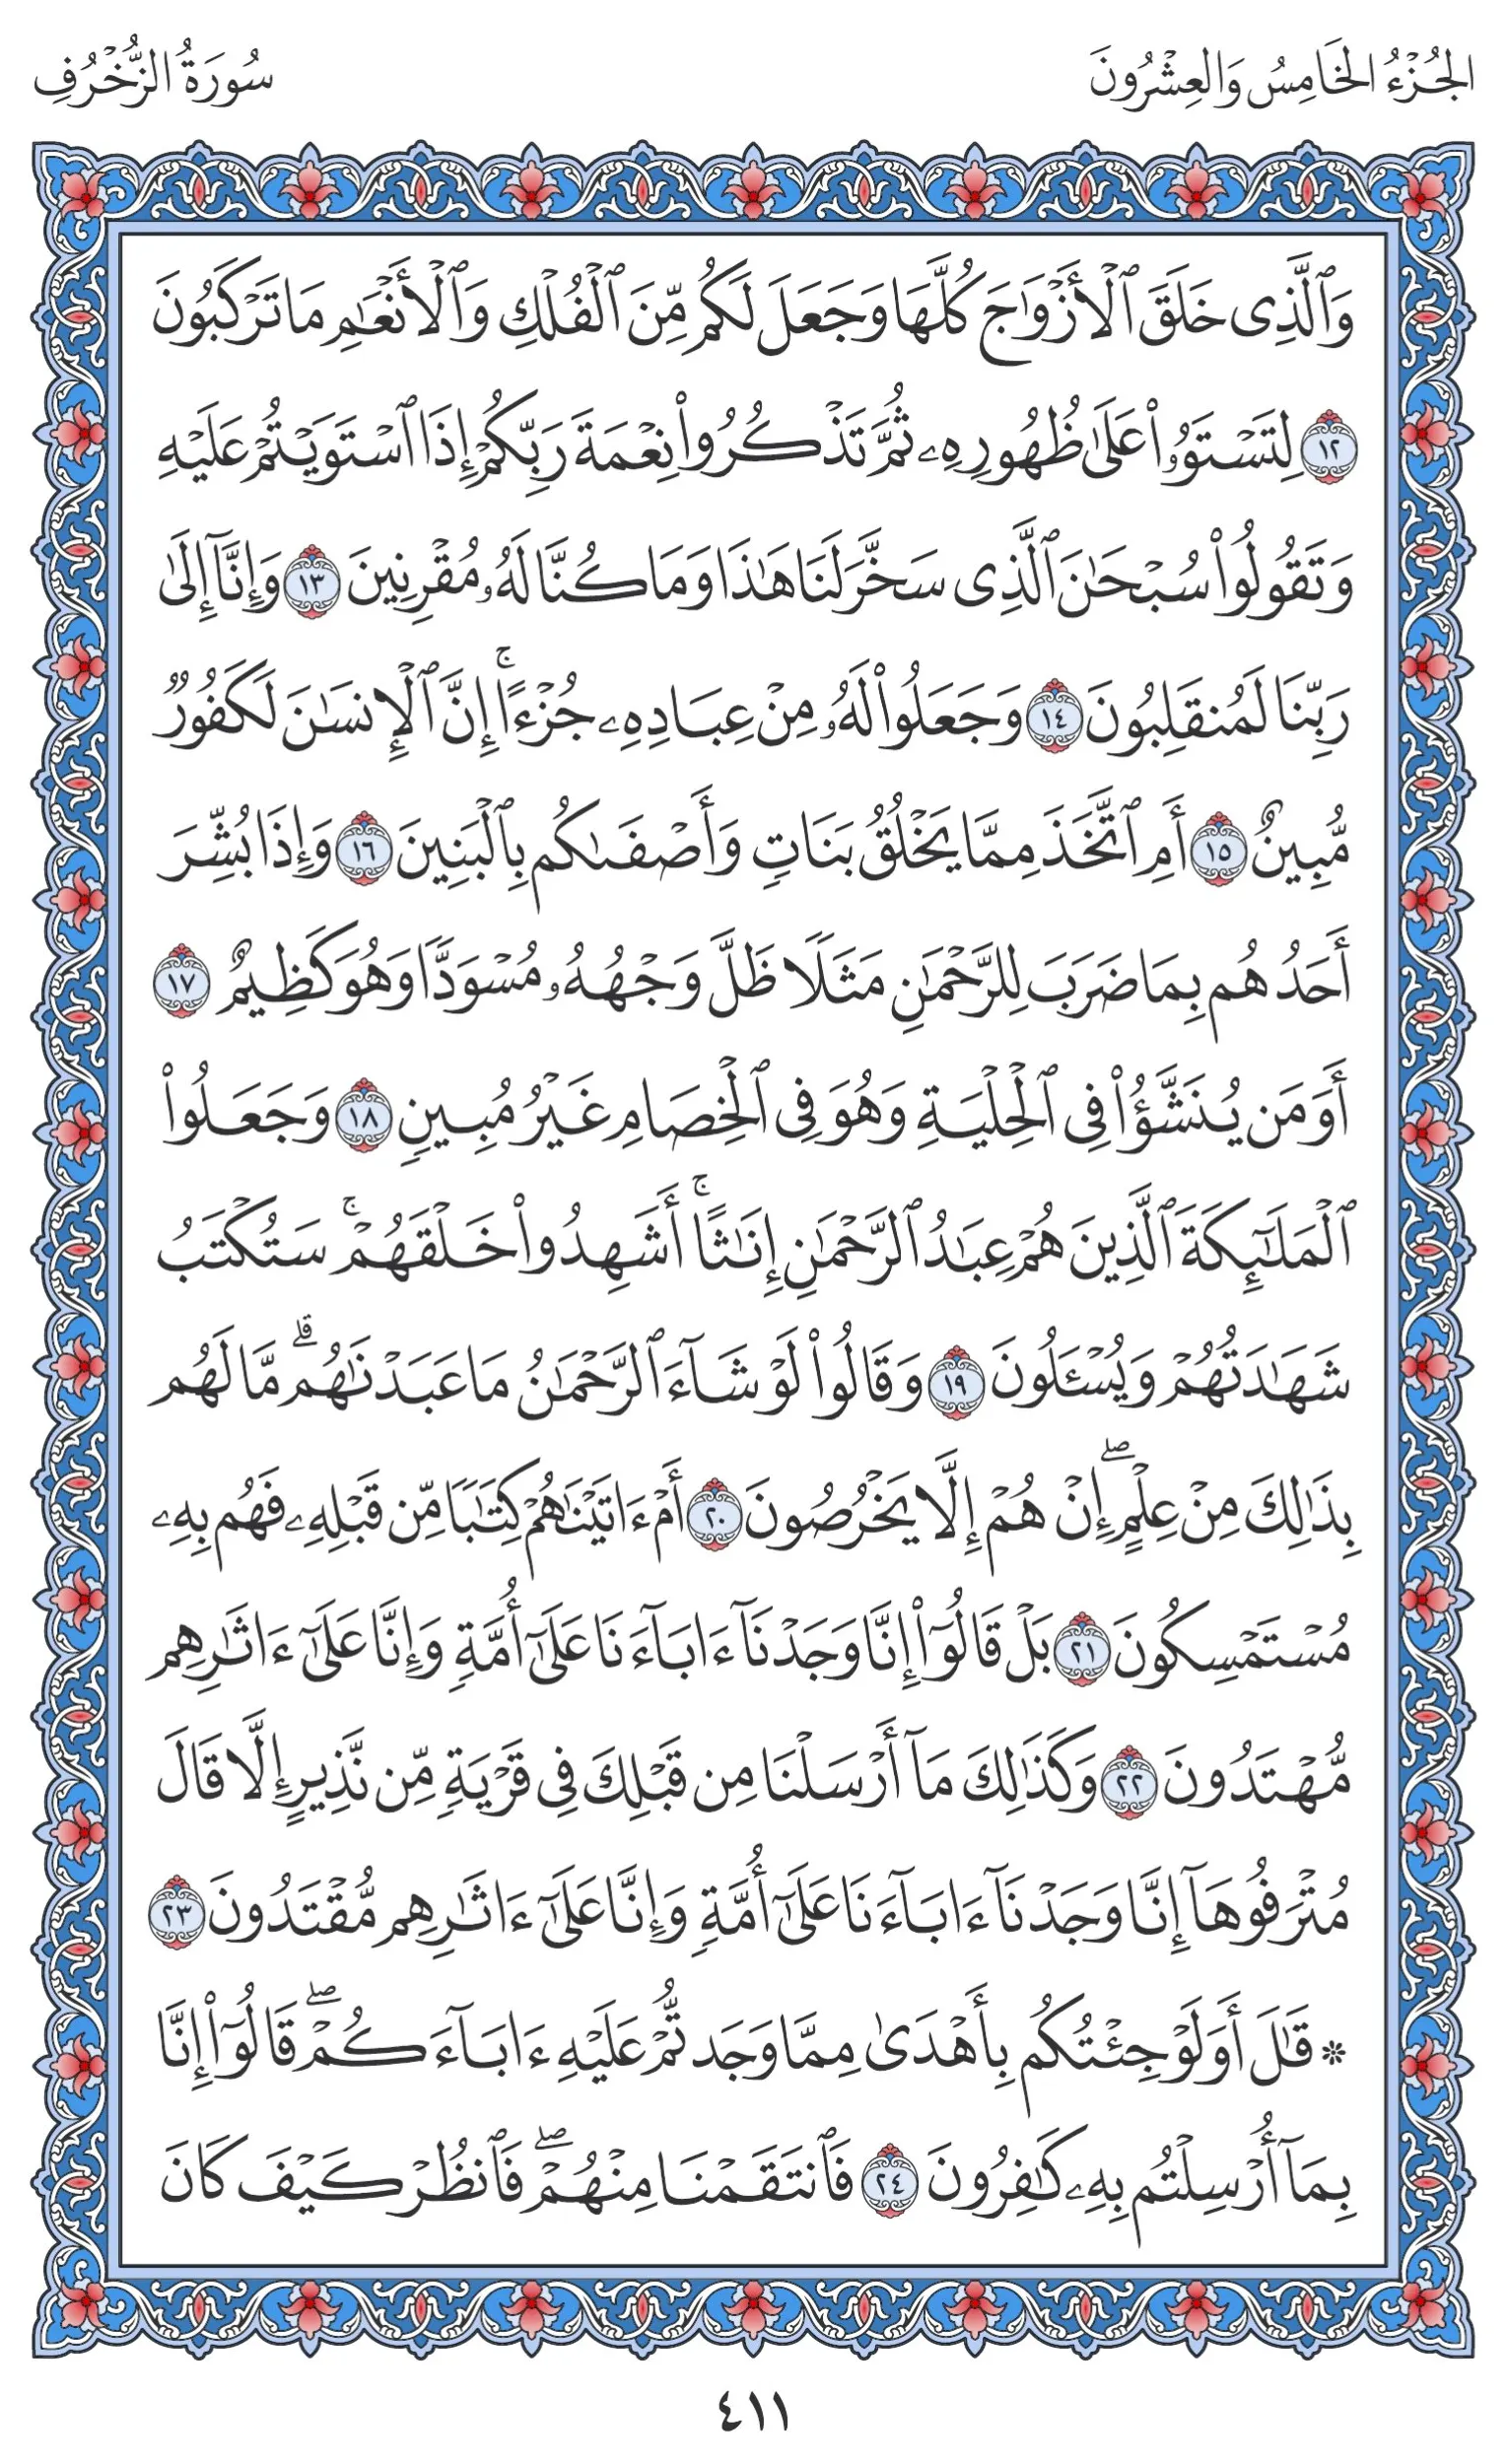 الجُزْءُ الخَامِسُ وَالعِشْرُونَ
سُورَةُ الزُّخْرُفِ
وَٱلَّذِى خَلَقَ ٱلْأَزْوَٰجَ كُلَّهَا وَجَعَلَ لَكُم مِّنَ ٱلْفُلْكِ وَٱلْأَنْعَٰمِ مَا تَرْكَبُونَ
١٢ لِتَسْتَوُۥا۟ عَلَىٰ ظُهُورِهِۦ ثُمَّ تَذْكُرُوا۟ نِعْمَةَ رَبِّكُمْ إِذَا ٱسْتَوَيْتُمْ عَلَيْهِ
وَتَقُولُوا۟ سُبْحَٰنَ ٱلَّذِى سَخَّرَ لَنَا هَٰذَا وَمَا كُنَّا لَهُۥ مُقْرِنِينَ ١٣ وَإِنَّآ إِلَىٰ
رَبِّنَا لَمُنقَلِبُونَ ١٤ وَجَعَلُوا۟ لَهُۥ مِنْ عِبَادِهِۦ جُزْءًا ۚ إِنَّ ٱلْإِنسَٰنَ لَكَفُورٌ
مُّبِينٌ ١٥ أَمِ ٱتَّخَذَ مِمَّا يَخْلُقُ بَنَاتٍ وَأَصْفَىٰكُم بِٱلْبَنِينَ ١٦ وَإِذَا بُشِّرَ
أَحَدُهُم بِمَا ضَرَبَ لِلرَّحْمَٰنِ مَثَلًا ظَلَّ وَجْهُهُۥ مُسْوَدًّا وَهُوَ كَظِيمٌ ١٧
أَوَمَن يُنَشَّؤُا۟ فِى ٱلْحِلْيَةِ وَهُوَ فِى ٱلْخِصَامِ غَيْرُ مُبِينٍ ١٨ وَجَعَلُوا۟
ٱلْمَلَٰٓئِكَةَ ٱلَّذِينَ هُمْ عِبَٰدُ ٱلرَّحْمَٰنِ إِنَٰثًا ۚ أَشَهِدُوا۟ خَلْقَهُمْ ۚ سَتُكْتَبُ
شَهَٰدَتُهُمْ وَيُسْـَٔلُونَ ١٩ وَقَالُوا۟ لَوْ شَآءَ ٱلرَّحْمَٰنُ مَا عَبَدْنَٰهُم ۗ مَّا لَهُم
بِذَٰلِكَ مِنْ عِلْمٍ ۖ إِنْ هُمْ إِلَّا يَخْرُصُونَ ٢٠ أَمْ ءَاتَيْنَٰهُمْ كِتَٰبًا مِّن قَبْلِهِۦ فَهُم بِهِۦ
مُسْتَمْسِكُونَ ٢١ بَلْ قَالُوٓا۟ إِنَّا وَجَدْنَآ ءَابَآءَنَا عَلَىٰٓ أُمَّةٍ وَإِنَّا عَلَىٰٓ ءَاثَٰرِهِم
مُّهْتَدُونَ ٢٢ وَكَذَٰلِكَ مَآ أَرْسَلْنَا مِن قَبْلِكَ فِى قَرْيَةٍ مِّن نَّذِيرٍ إِلَّا قَالَ
مُتْرَفُوهَآ إِنَّا وَجَدْنَآ ءَابَآءَنَا عَلَىٰٓ أُمَّةٍ وَإِنَّا عَلَىٰٓ ءَاثَٰرِهِم مُّقْتَدُونَ ٢٣
۞ قَٰلَ أَوَلَوْ جِئْتُكُم بِأَهْدَىٰ مِمَّا وَجَدتُّمْ عَلَيْهِ ءَابَآءَكُمْ ۖ قَالُوٓا۟ إِنَّا
بِمَآ أُرْسِلْتُم بِهِۦ كَٰفِرُونَ ٢٤ فَٱنتَقَمْنَا مِنْهُمْ ۖ فَٱنظُرْ كَيْفَ كَانَ
٤١١